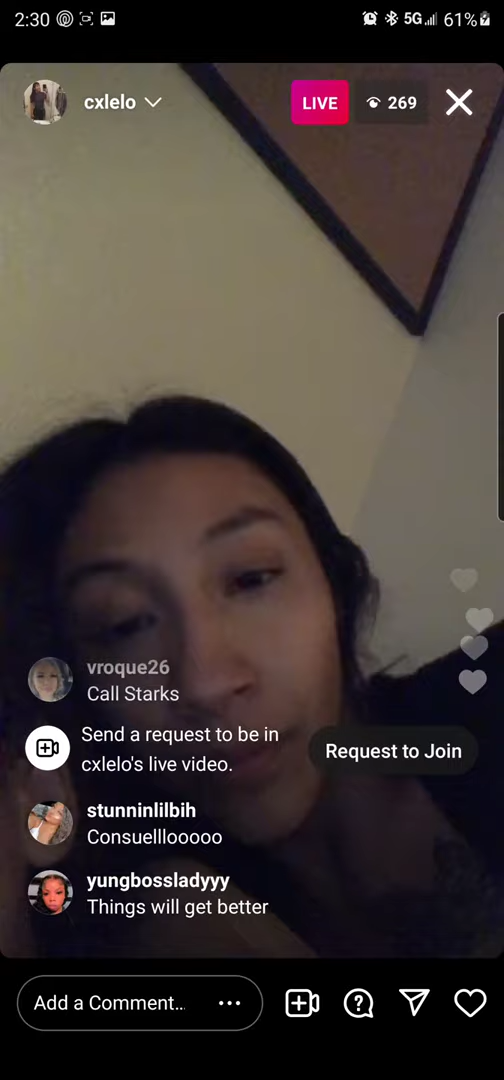 2:30 5G 61%
cxlelo LIVE 269
vroque26
Call Starks
Send a request to be in
cxlelo's live video.
Request to Join
stunninlilbih
Consuelllooooo
yungbossladyyy
Things will get better
Add a Comment...